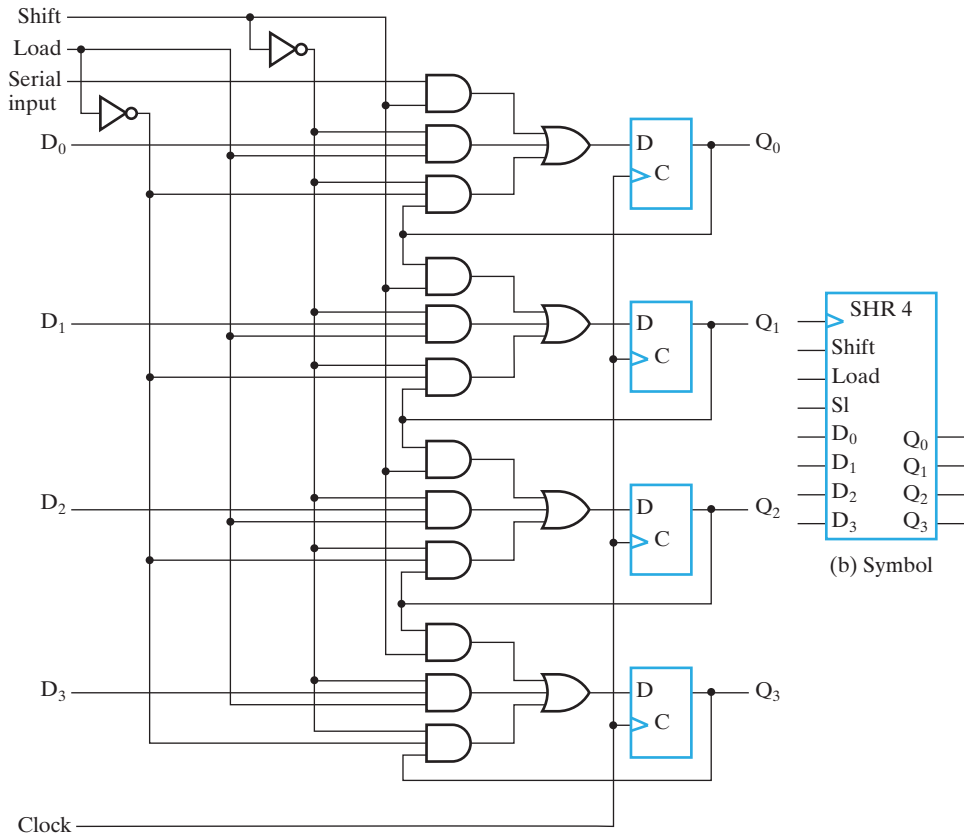 Shift
Load
Serial
input
D0
D C
Q0
D1
D C
Q1
D2
D C
Q2
D3
D C
Q3
Clock
SHR 4
Shift
Load
Sl
D0 Q0
D1 Q1
D2 Q2
D3 Q3
(b) Symbol